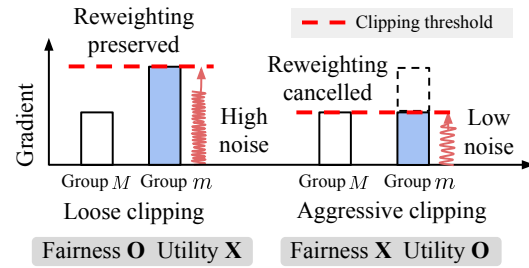 Reweighting
preserved
Clipping threshold
Reweighting
cancelled
Gradient
High
noise
Low
noise
Group M
Group m
Group M
Group m
Loose clipping
Aggressive clipping
Fairness O Utility X
Fairness X Utility O